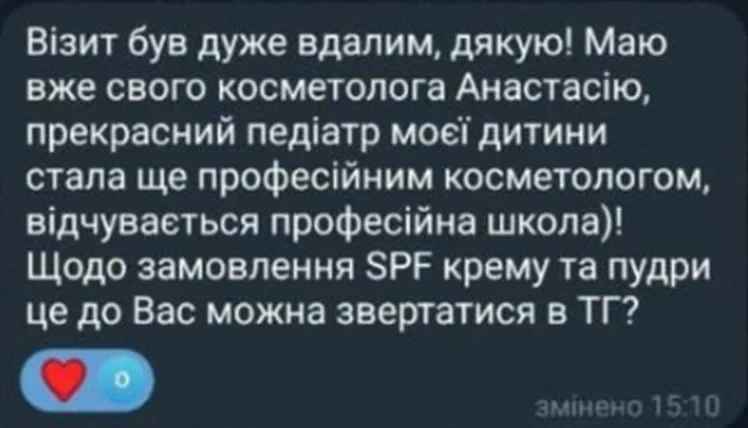 Візит був дуже вдалим, дякую! Маю
вже свого косметолога Анастасію,
прекрасний педіатр моєї дитини
стала ще професійним косметологом,
відчувається професійна школа)!
Щодо замовлення SPF крему та пудри
це до Вас можна звертатися в ТГ?
змінено 15:10